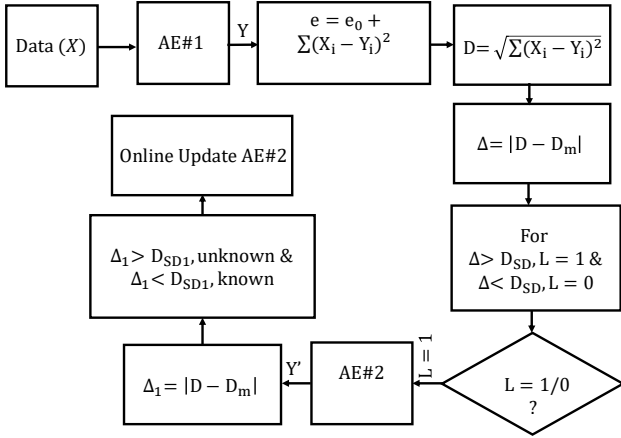 Data (X)
AE#1
Y
e = e₀ +
∑(Xᵢ − Yᵢ)²
D= √∑(Xᵢ − Yᵢ)²
Δ= |D − Dₘ|
For
Δ> D_SD, L = 1 &
Δ< D_SD, L = 0
L = 1/0
?
L = 1
AE#2
Y'
Δ₁= |D − Dₘ|
Δ₁> D_SD1, unknown &
Δ₁< D_SD1, known
Online Update AE#2